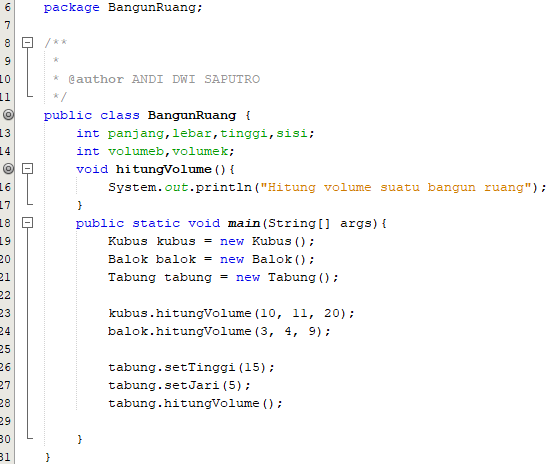 6 package BangunRuang;
7
8 /**
9 *
10 * @author ANDI DWI SAPUTRO
11 */
public class BangunRuang {
13 int panjang,lebar,tinggi,sisi;
14 int volumeb,volumek;
void hitungVolume(){
16 System.out.println("Hitung volume suatu bangun ruang");
17 }
18 public static void main(String[] args){
19 Kubus kubus = new Kubus();
20 Balok balok = new Balok();
21 Tabung tabung = new Tabung();
22
23 kubus.hitungVolume(10, 11, 20);
24 balok.hitungVolume(3, 4, 9);
25
26 tabung.setTinggi(15);
27 tabung.setJari(5);
28 tabung.hitungVolume();
29
30 }
31 }